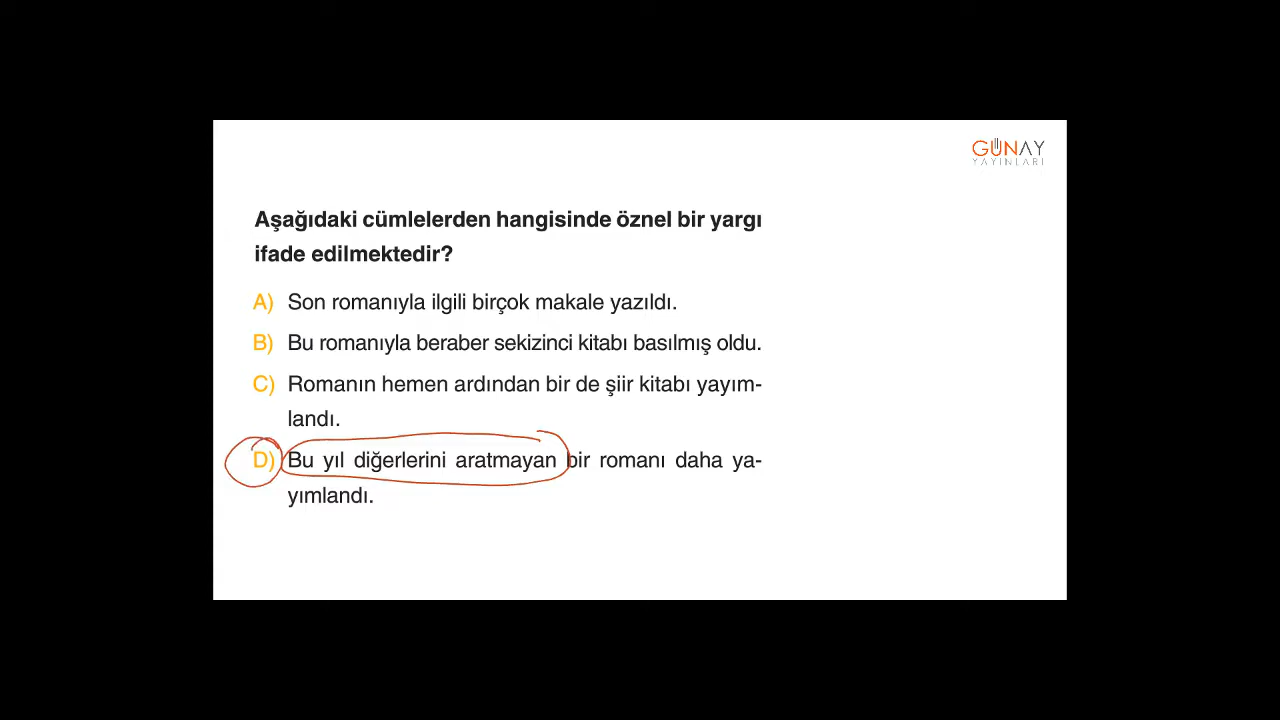 GÜNAY
YAYINLARI
Aşağıdaki cümlelerden hangisinde öznel bir yargı
ifade edilmektedir?
A) Son romanıyla ilgili birçok makale yazıldı.
B) Bu romanıyla beraber sekizinci kitabı basılmış oldu.
C) Romanın hemen ardından bir de şiir kitabı yayım-
landı.
D) Bu yıl diğerlerini aratmayan bir romanı daha ya-
yımlandı.